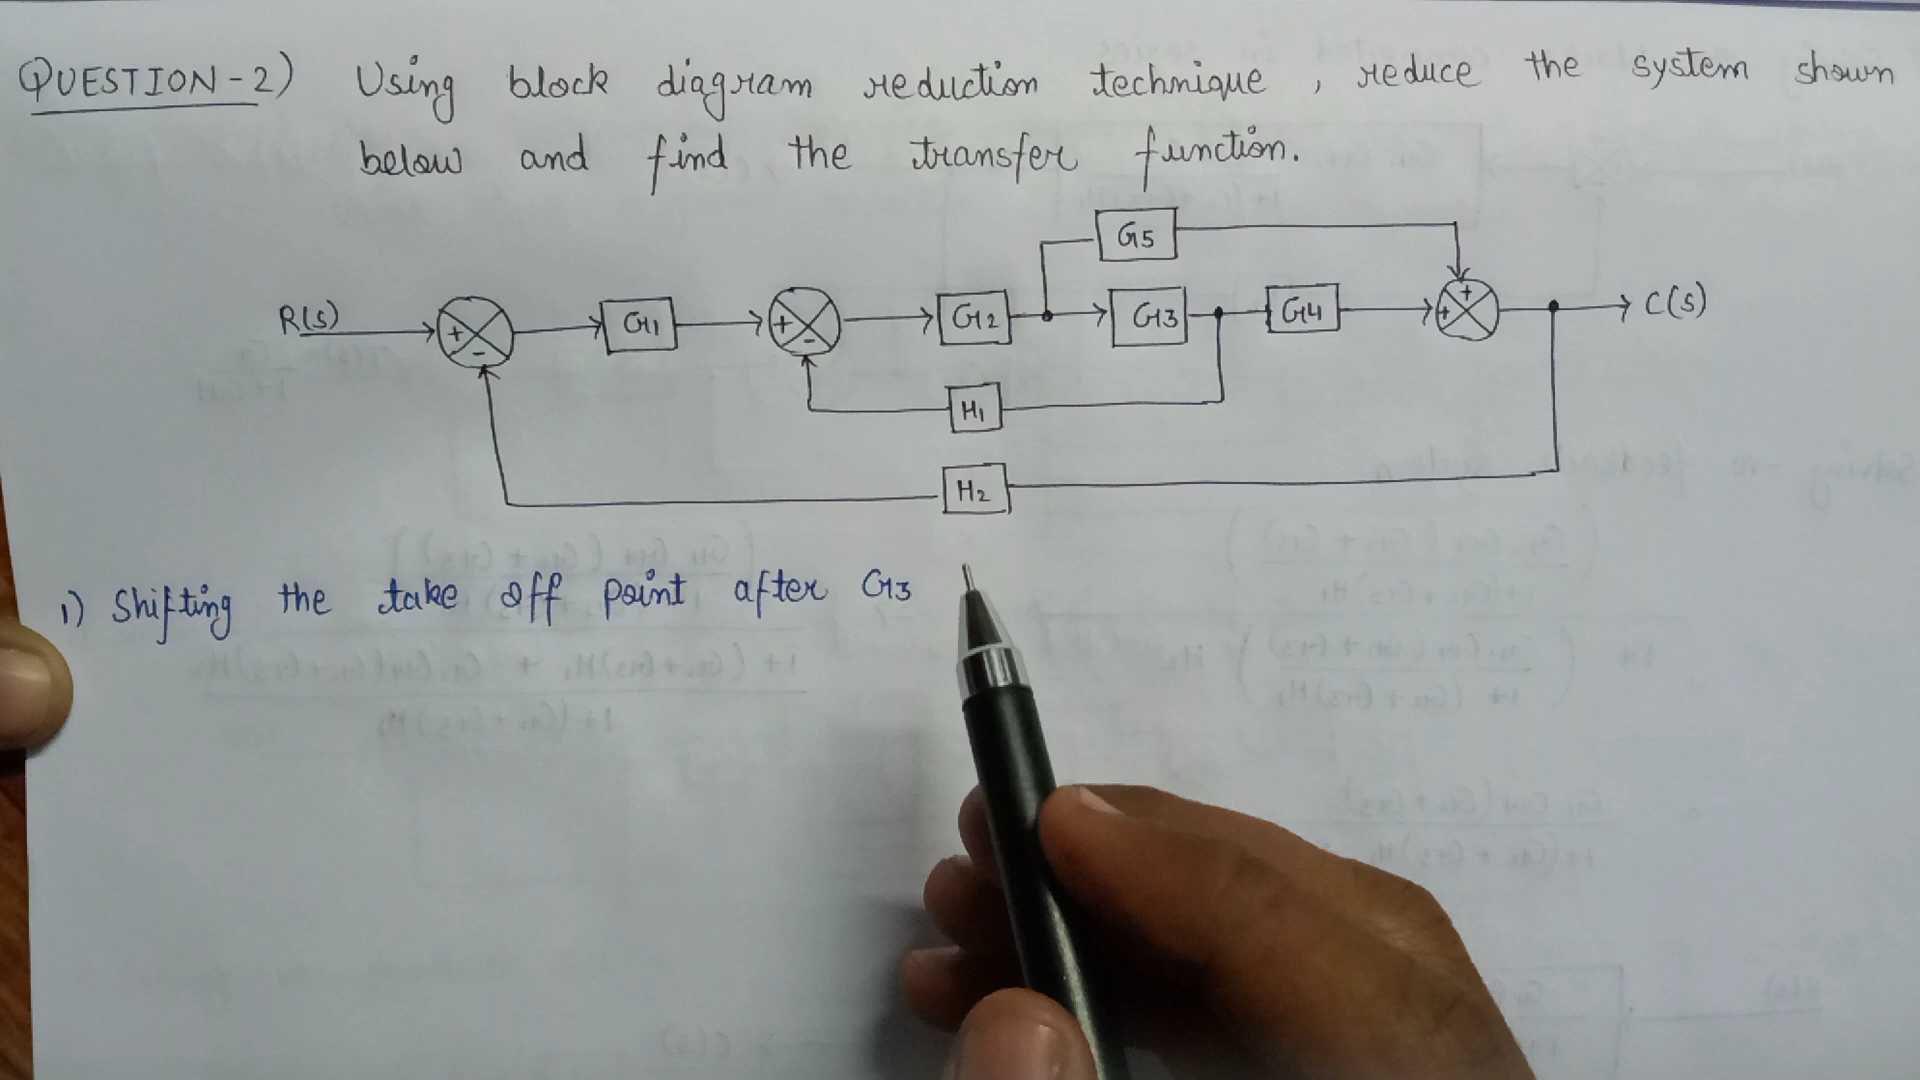 QUESTION-2) Using block diagram reduction technique, reduce the system shown
below and find the transfer function.
G5
R(s) + - G1 + - G2 G3 G4 + + C(s)
H1
H2
1) Shifting the take off point after G3